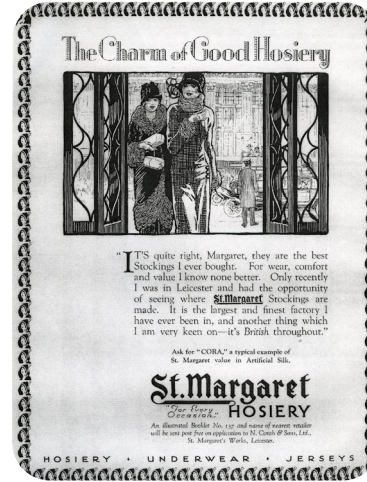 The Charm of Good Hosiery
"IT'S quite right, Margaret, they are the best
Stockings I ever bought. For wear, comfort
and value I know none better. Only recently
I was in Leicester and had the opportunity
of seeing where St.Margaret Stockings are
made. It is the largest and finest factory I
have ever been in, and another thing which
I am very keen on—it's British throughout."
Ask for "CORA," a typical example of
St. Margaret value in Artificial Silk.
St.Margaret
"For Every
Occasion." HOSIERY
An illustrated Booklet No. 137 and name of nearest retailer
will be sent post free on application to N. Corah & Sons, Ltd.,
St. Margaret's Works, Leicester.
HOSIERY · UNDERWEAR · JERSEYS